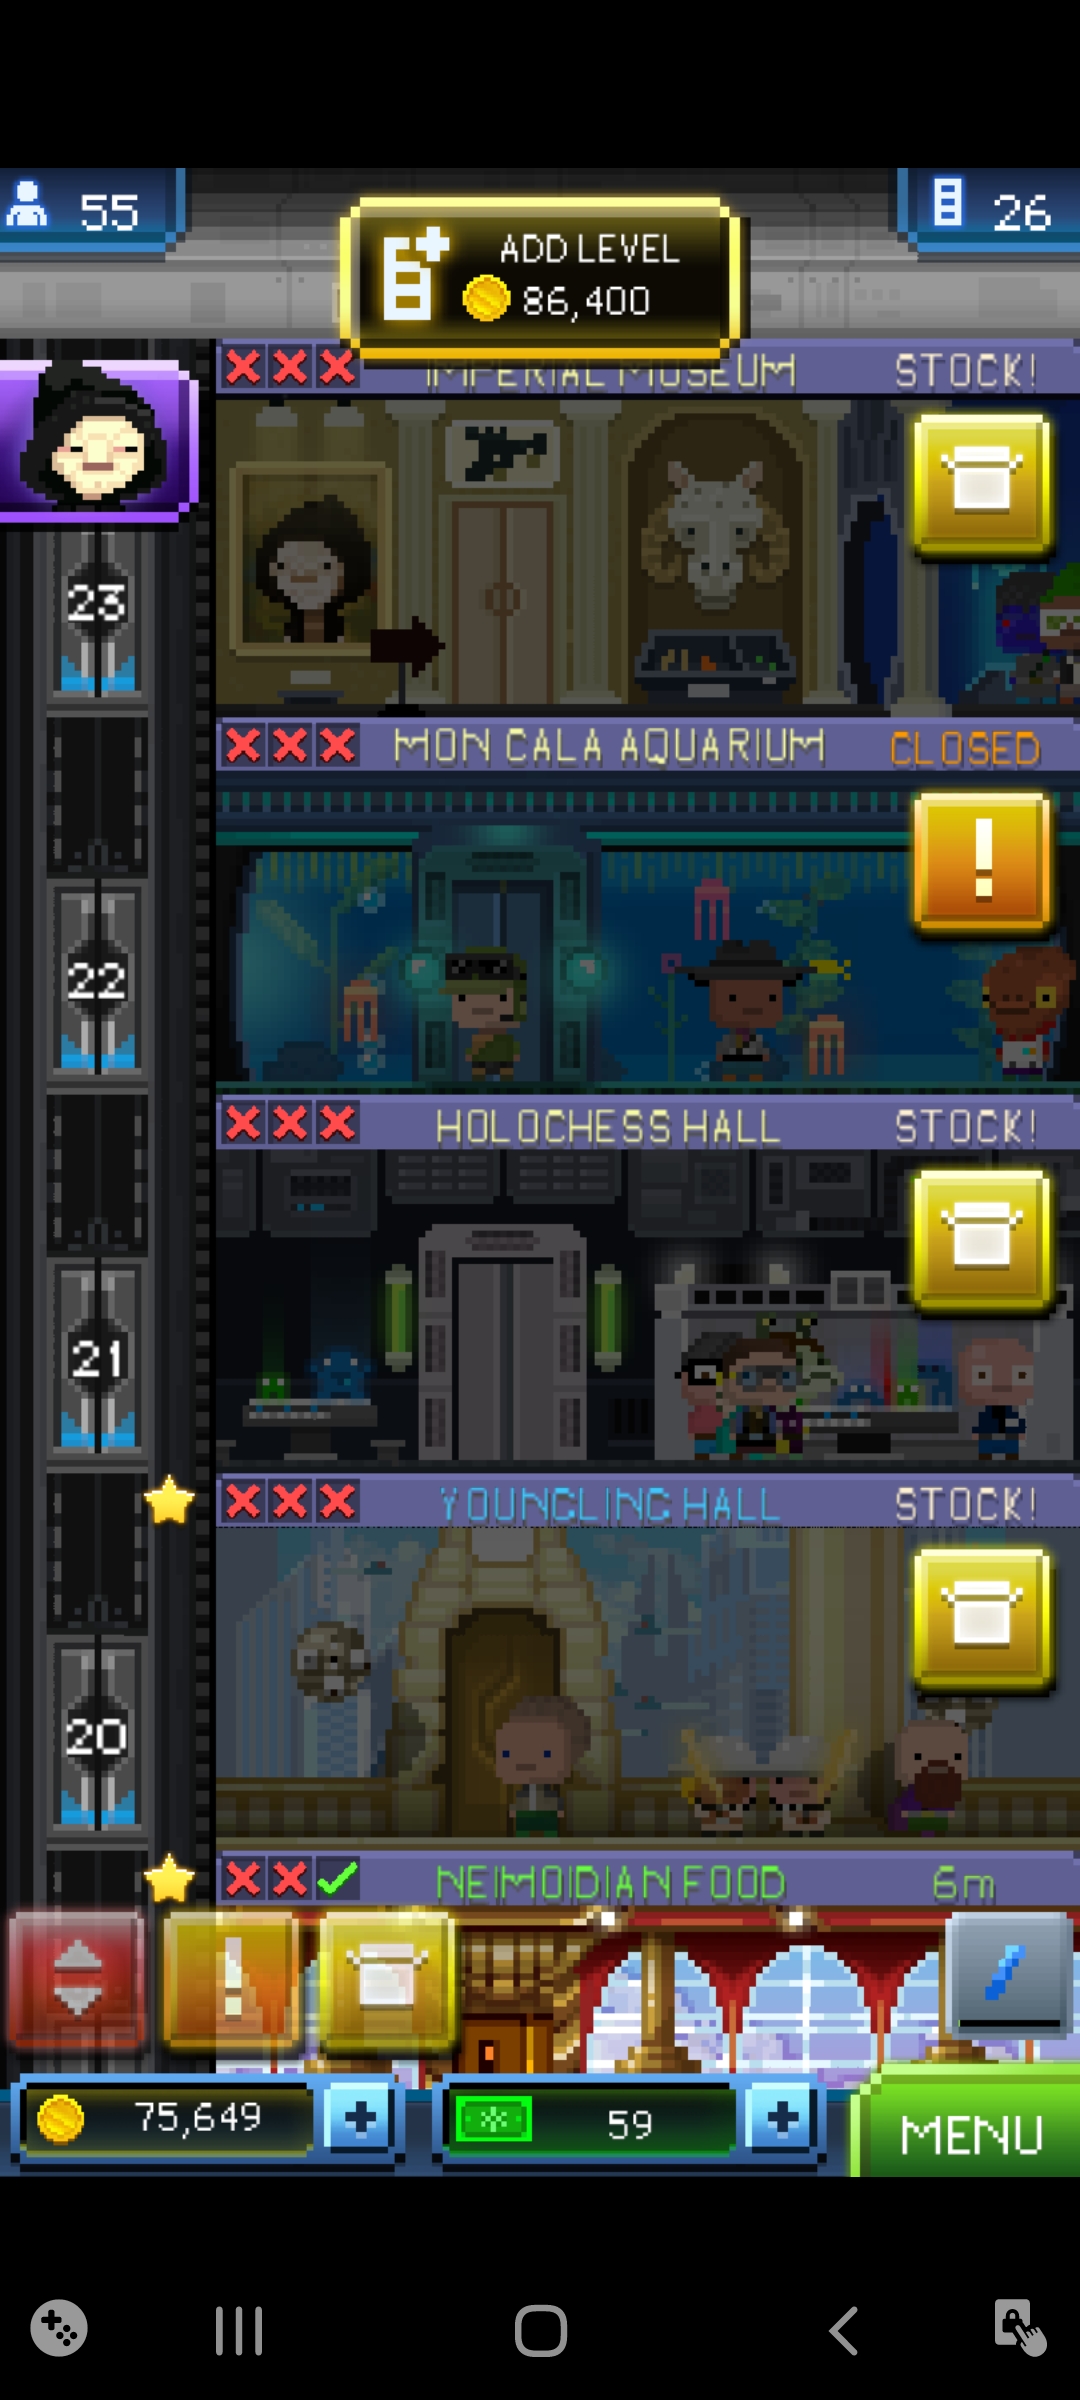 55
ADD LEVEL
86,400
26
IMPERIAL MUSEUM
STOCK!
23
MON CALA AQUARIUM
CLOSED
!
22
HOLOCHESS HALL
STOCK!
21
YOUNGLING HALL
STOCK!
20
NEIMOIDIAN FOOD
6m
!
75,649
+
59
+
MENU